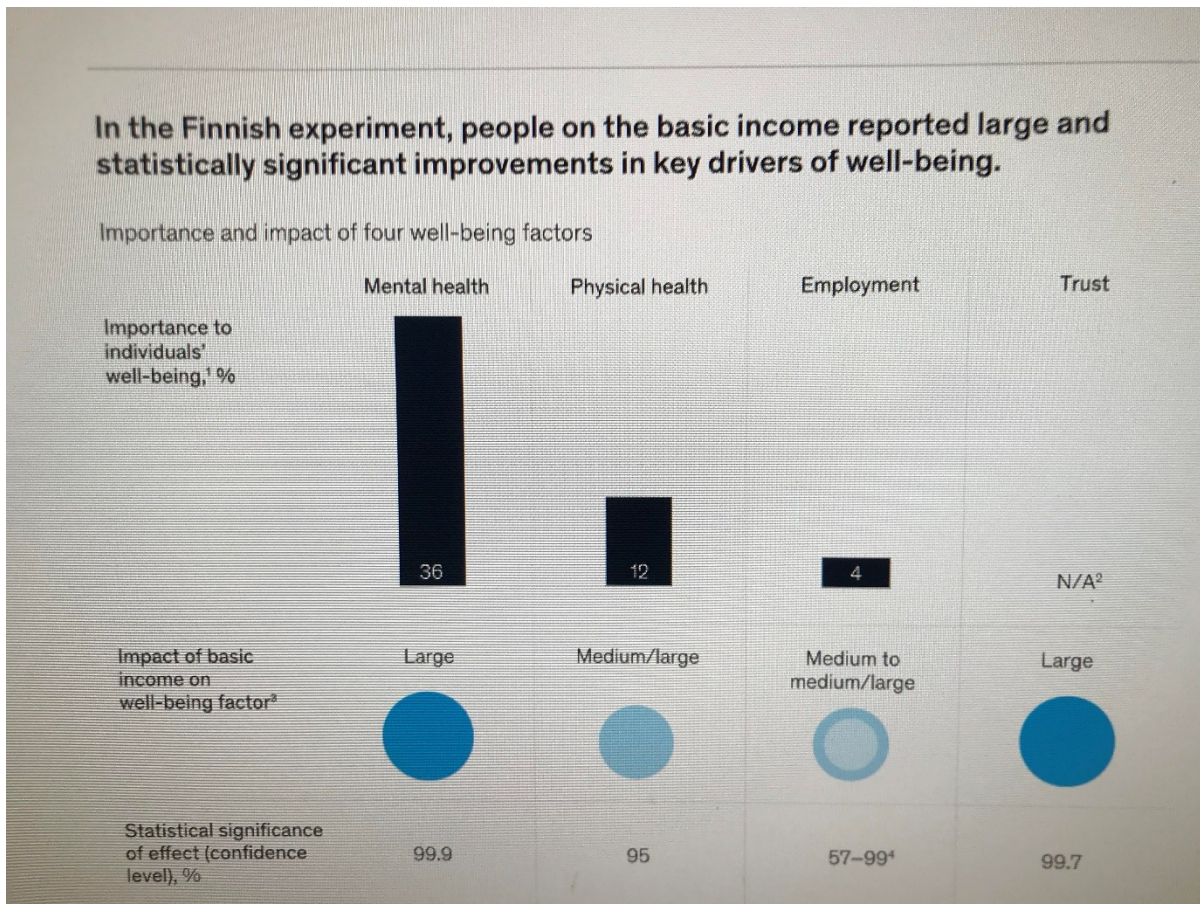 In the Finnish experiment, people on the basic income reported large and
statistically significant improvements in key drivers of well-being.
Importance and impact of four well-being factors
Mental health
Physical health
Employment
Trust
Importance to
individuals'
well-being,¹ %
36
12
4
N/A²
Impact of basic
income on
well-being factor³
Large
Medium/large
Medium to
medium/large
Large
Statistical significance
of effect (confidence
level), %
99.9
95
57–99⁴
99.7